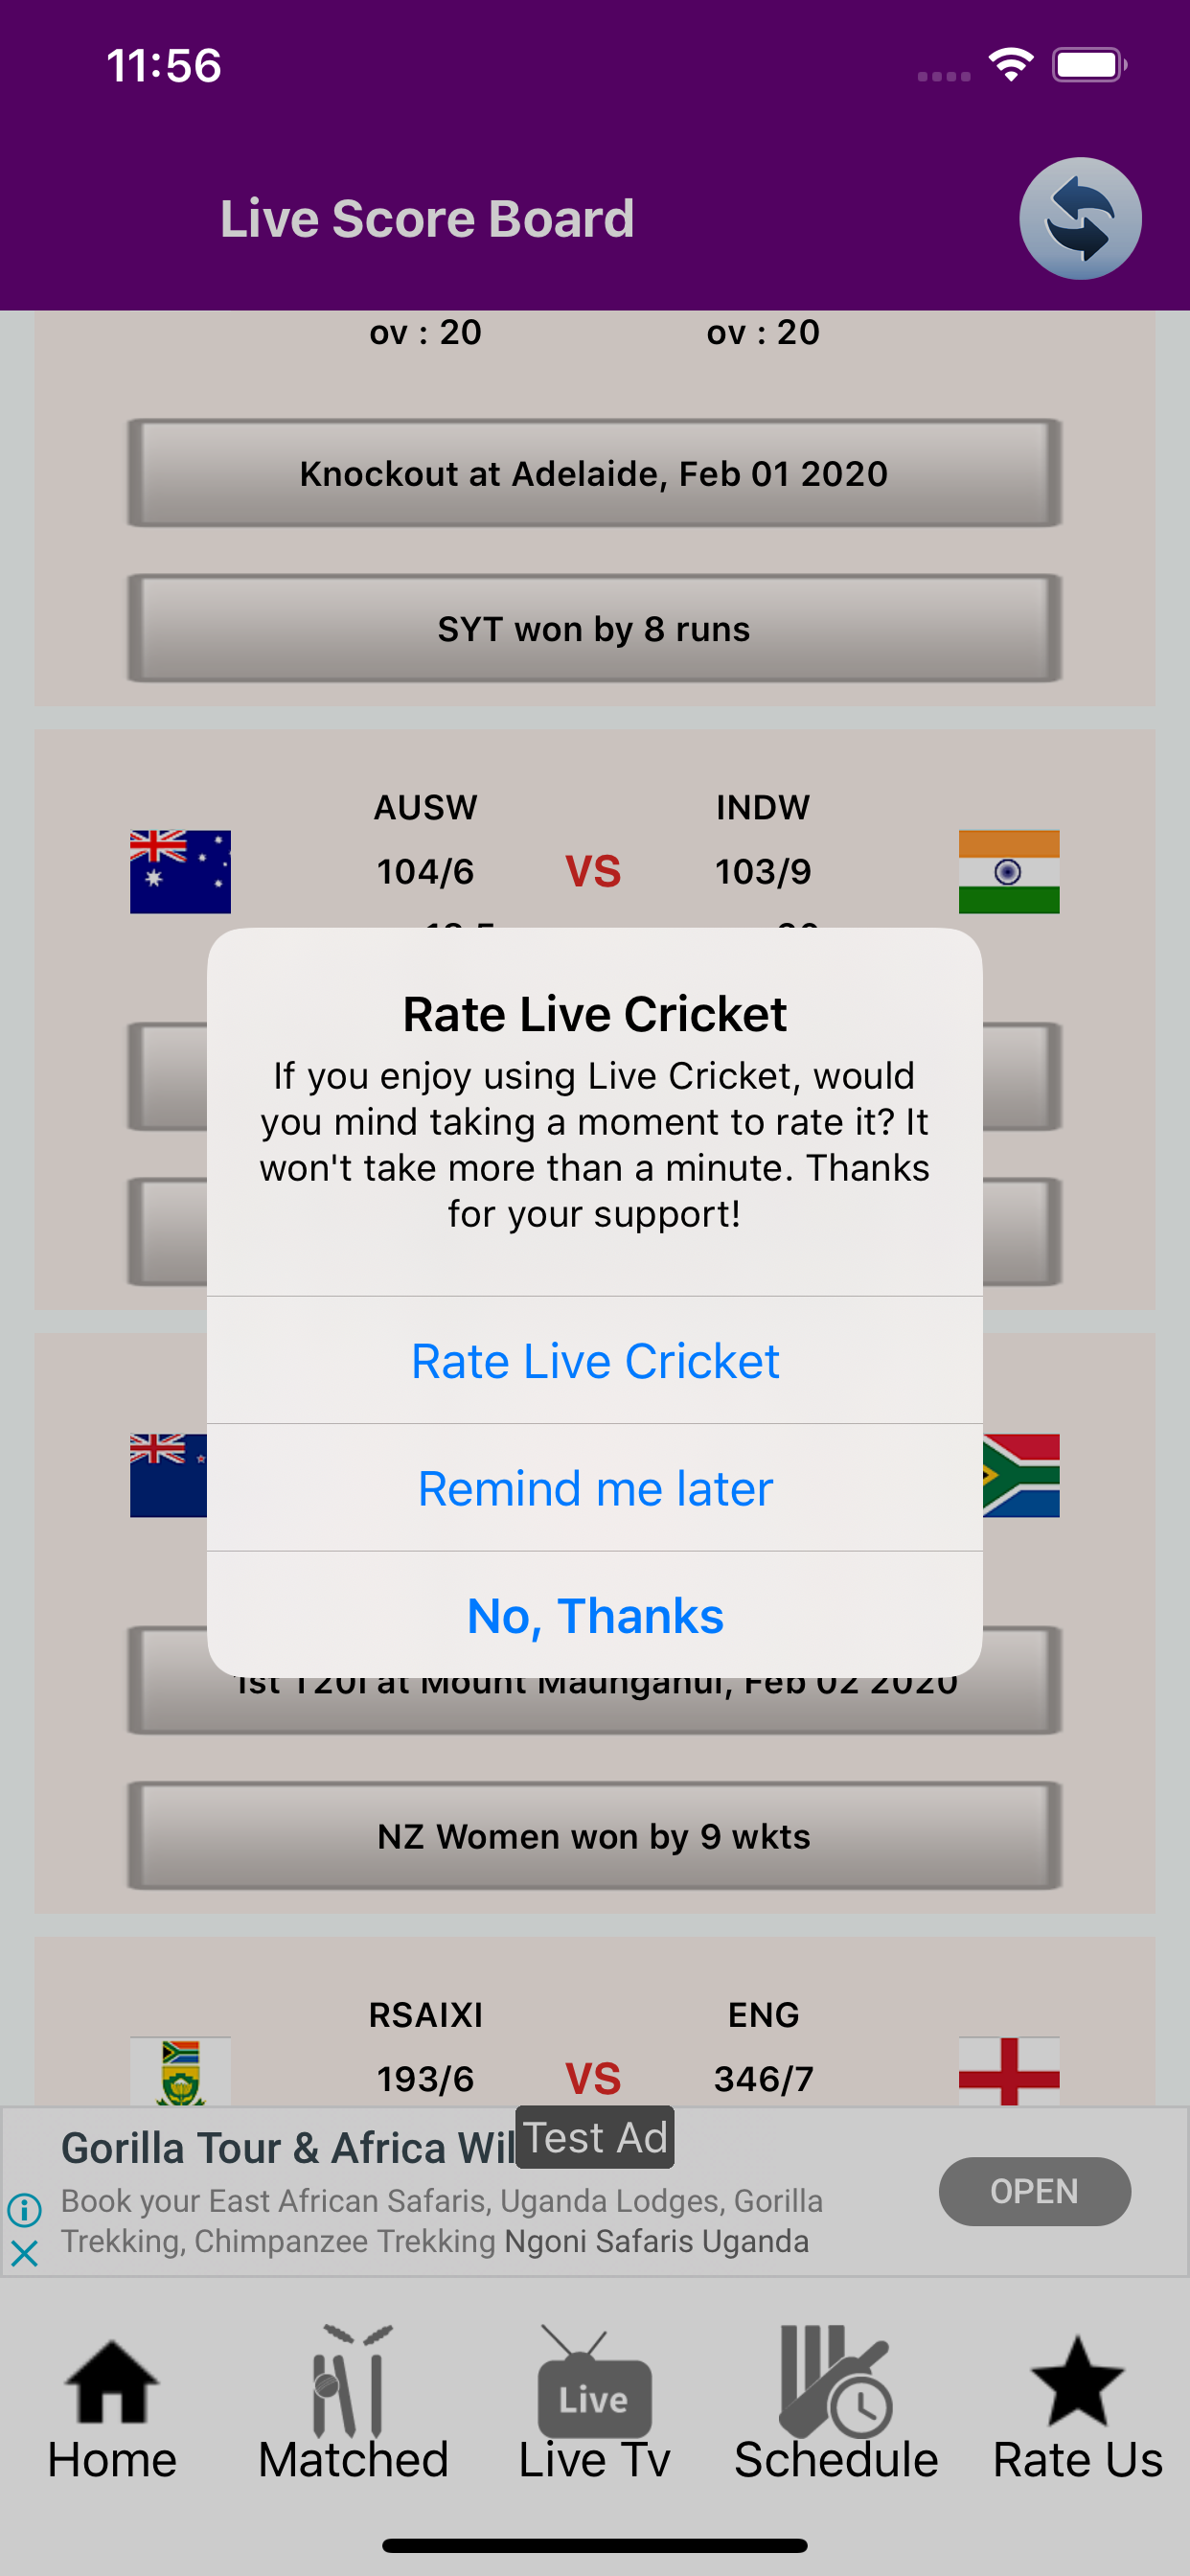 11:56
Live Score Board
ov : 20 ov : 20
Knockout at Adelaide, Feb 01 2020
SYT won by 8 runs
AUSW INDW
104/6 VS 103/9
Rate Live Cricket
If you enjoy using Live Cricket, would
you mind taking a moment to rate it? It
won't take more than a minute. Thanks
for your support!
Rate Live Cricket
Remind me later
No, Thanks
1st T20I at Mount Maunganui, Feb 02 2020
NZ Women won by 9 wkts
RSAIXI ENG
193/6 VS 346/7
Test Ad
Gorilla Tour & Africa Wil
Book your East African Safaris, Uganda Lodges, Gorilla
Trekking, Chimpanzee Trekking Ngoni Safaris Uganda
OPEN
Live
Home Matched Live Tv Schedule Rate Us